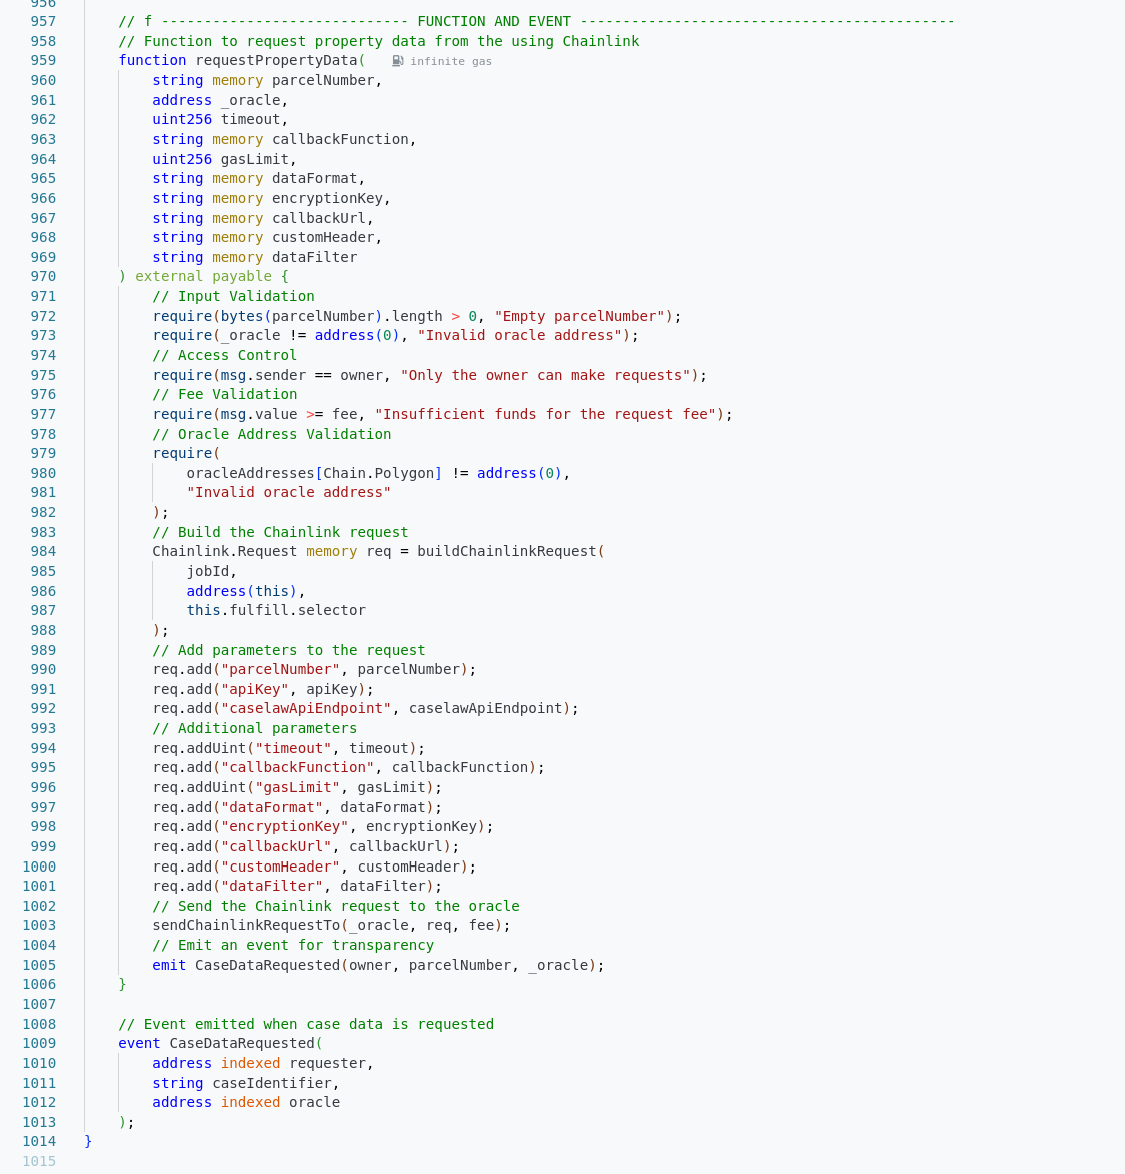 956
957 // f ----------------------------- FUNCTION AND EVENT --------------------------------------------
958 // Function to request property data from the using Chainlink
959 function requestPropertyData( infinite gas
960 string memory parcelNumber,
961 address _oracle,
962 uint256 timeout,
963 string memory callbackFunction,
964 uint256 gasLimit,
965 string memory dataFormat,
966 string memory encryptionKey,
967 string memory callbackUrl,
968 string memory customHeader,
969 string memory dataFilter
970 ) external payable {
971 // Input Validation
972 require(bytes(parcelNumber).length > 0, "Empty parcelNumber");
973 require(_oracle != address(0), "Invalid oracle address");
974 // Access Control
975 require(msg.sender == owner, "Only the owner can make requests");
976 // Fee Validation
977 require(msg.value >= fee, "Insufficient funds for the request fee");
978 // Oracle Address Validation
979 require(
980 oracleAddresses[Chain.Polygon] != address(0),
981 "Invalid oracle address"
982 );
983 // Build the Chainlink request
984 Chainlink.Request memory req = buildChainlinkRequest(
985 jobId,
986 address(this),
987 this.fulfill.selector
988 );
989 // Add parameters to the request
990 req.add("parcelNumber", parcelNumber);
991 req.add("apiKey", apiKey);
992 req.add("caselawApiEndpoint", caselawApiEndpoint);
993 // Additional parameters
994 req.addUint("timeout", timeout);
995 req.add("callbackFunction", callbackFunction);
996 req.addUint("gasLimit", gasLimit);
997 req.add("dataFormat", dataFormat);
998 req.add("encryptionKey", encryptionKey);
999 req.add("callbackUrl", callbackUrl);
1000 req.add("customHeader", customHeader);
1001 req.add("dataFilter", dataFilter);
1002 // Send the Chainlink request to the oracle
1003 sendChainlinkRequestTo(_oracle, req, fee);
1004 // Emit an event for transparency
1005 emit CaseDataRequested(owner, parcelNumber, _oracle);
1006 }
1007
1008 // Event emitted when case data is requested
1009 event CaseDataRequested(
1010 address indexed requester,
1011 string caseIdentifier,
1012 address indexed oracle
1013 );
1014 }
1015